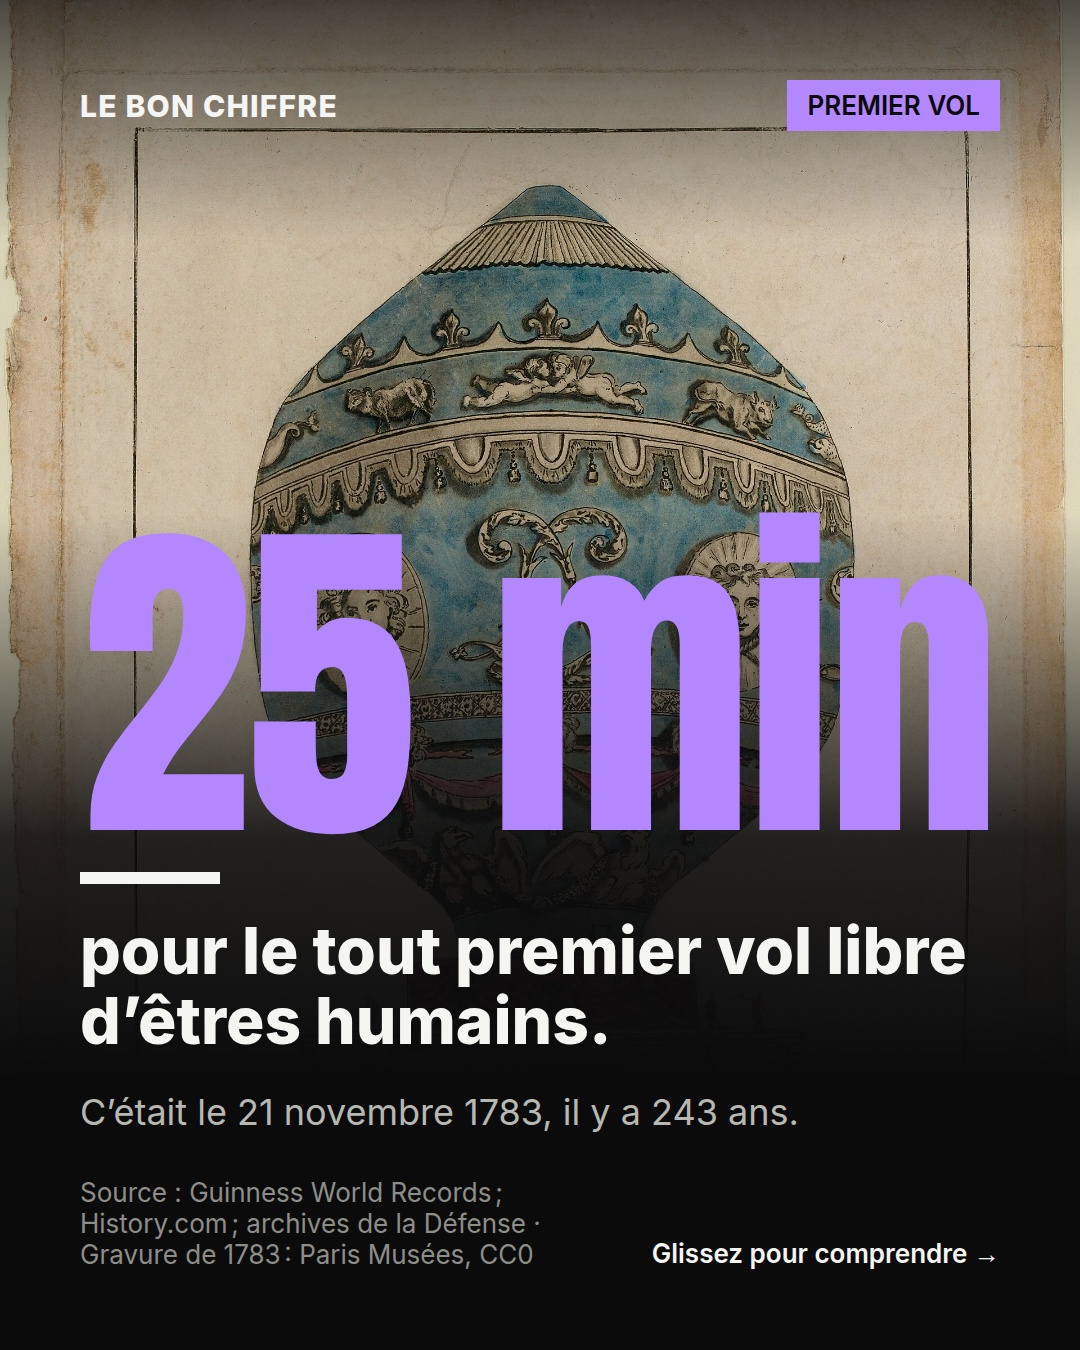 LE BON CHIFFRE
PREMIER VOL
25 min
pour le tout premier vol libre
d’êtres humains.
C’était le 21 novembre 1783, il y a 243 ans.
Source : Guinness World Records ;
History.com ; archives de la Défense ·
Gravure de 1783 : Paris Musées, CC0
Glissez pour comprendre →